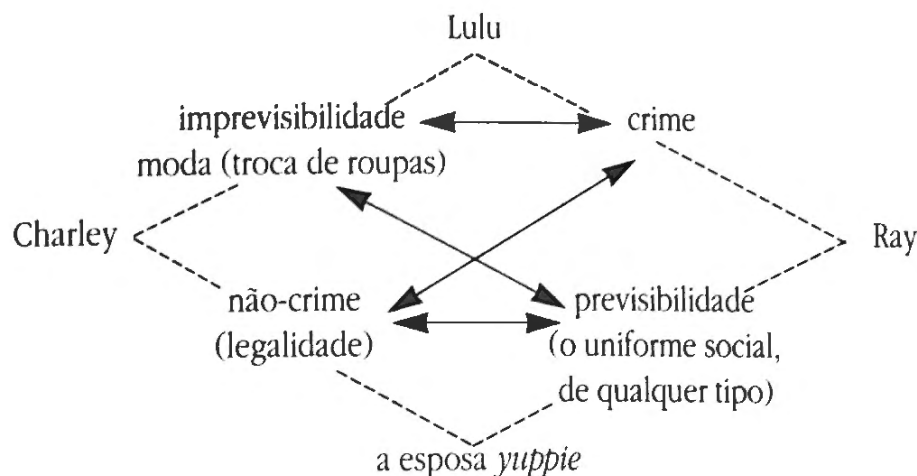 Lulu
imprevisibilidade
crime
moda (troca de roupas)
Charley
Ray
não-crime
previsibilidade
(legalidade)
(o uniforme social,
de qualquer tipo)
a esposa yuppie